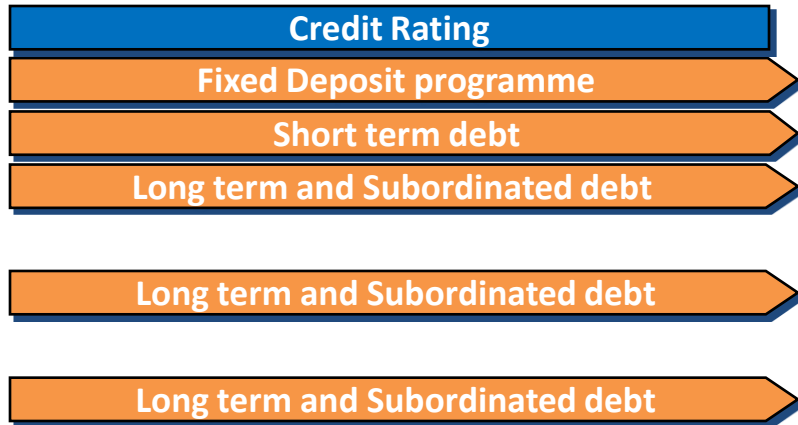 Credit Rating
Fixed Deposit programme
Short term debt
Long term and Subordinated debt
Long term and Subordinated debt
Long term and Subordinated debt